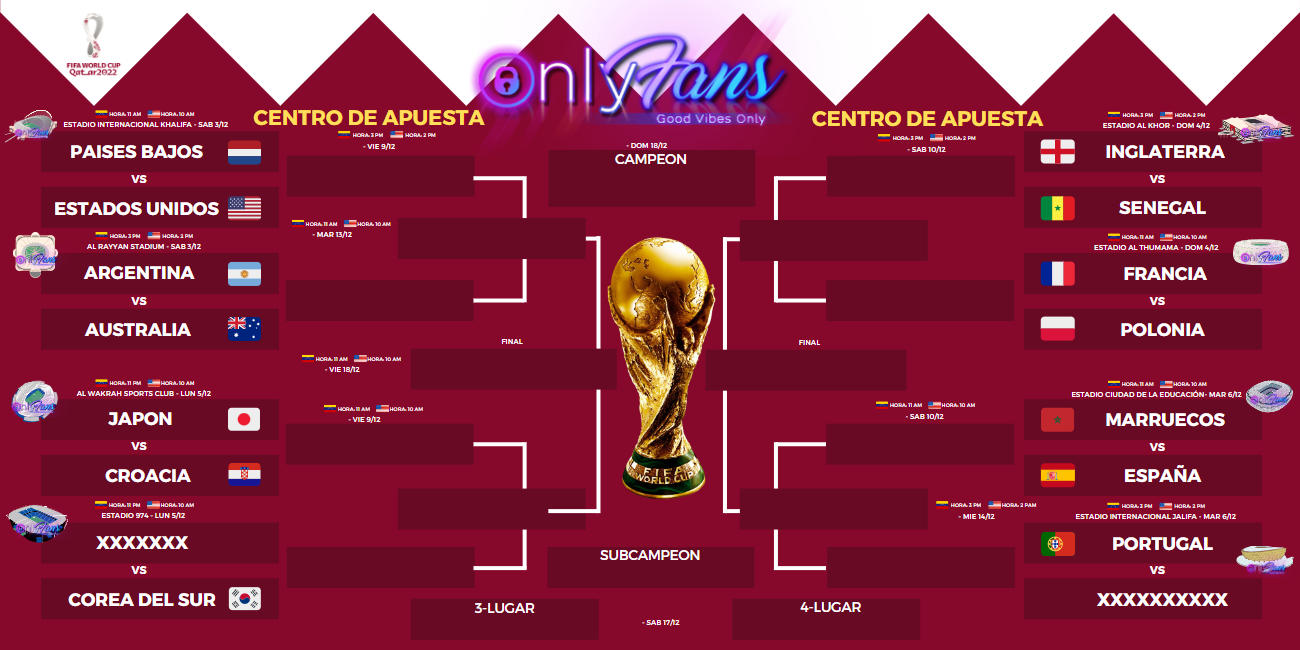 FIFA WORLD CUP
Qatar2022
OnlyFans
Good Vibes Only
CENTRO DE APUESTA
CENTRO DE APUESTA
HORA: 11 AM HORA: 10 AM
ESTADIO INTERNACIONAL KHALIFA - SAB 3/12
PAISES BAJOS
VS
ESTADOS UNIDOS
HORA: 3 PM HORA: 2 PM
AL RAYYAN STADIUM - SAB 3/12
ARGENTINA
VS
AUSTRALIA
HORA: 11 PM HORA: 10 AM
AL WAKRAH SPORTS CLUB - LUN 5/12
JAPON
VS
CROACIA
HORA: 11 PM HORA: 10 AM
ESTADIO 974 - LUN 5/12
XXXXXXX
VS
COREA DEL SUR
HORA: 3 PM HORA: 2 PM
- VIE 9/12
HORA: 11 AM HORA: 10 AM
- MAR 13/12
FINAL
HORA: 11 AM HORA: 10 AM
- VIE 18/12
HORA: 11 AM HORA: 10 AM
- VIE 9/12
- DOM 18/12
CAMPEON
FIFA
WORLD CUP
SUBCAMPEON
3-LUGAR
- SAB 17/12
4-LUGAR
HORA: 3 PM HORA: 2 PM
- SAB 10/12
FINAL
HORA: 11 AM HORA: 10 AM
- SAB 10/12
HORA: 3 PM HORA: 2 PAM
- MIE 14/12
HORA: 3 PM HORA: 2 PM
ESTADIO AL KHOR - DOM 4/12
INGLATERRA
VS
SENEGAL
HORA: 11 AM HORA: 10 AM
ESTADIO AL THUMAMA - DOM 4/12
FRANCIA
VS
POLONIA
HORA: 11 AM HORA: 10 AM
ESTADIO CIUDAD DE LA EDUCACIÓN- MAR 6/12
MARRUECOS
VS
ESPAÑA
HORA: 3 PM HORA: 2 PM
ESTADIO INTERNACIONAL JALIFA - MAR 6/12
PORTUGAL
VS
XXXXXXXXXX